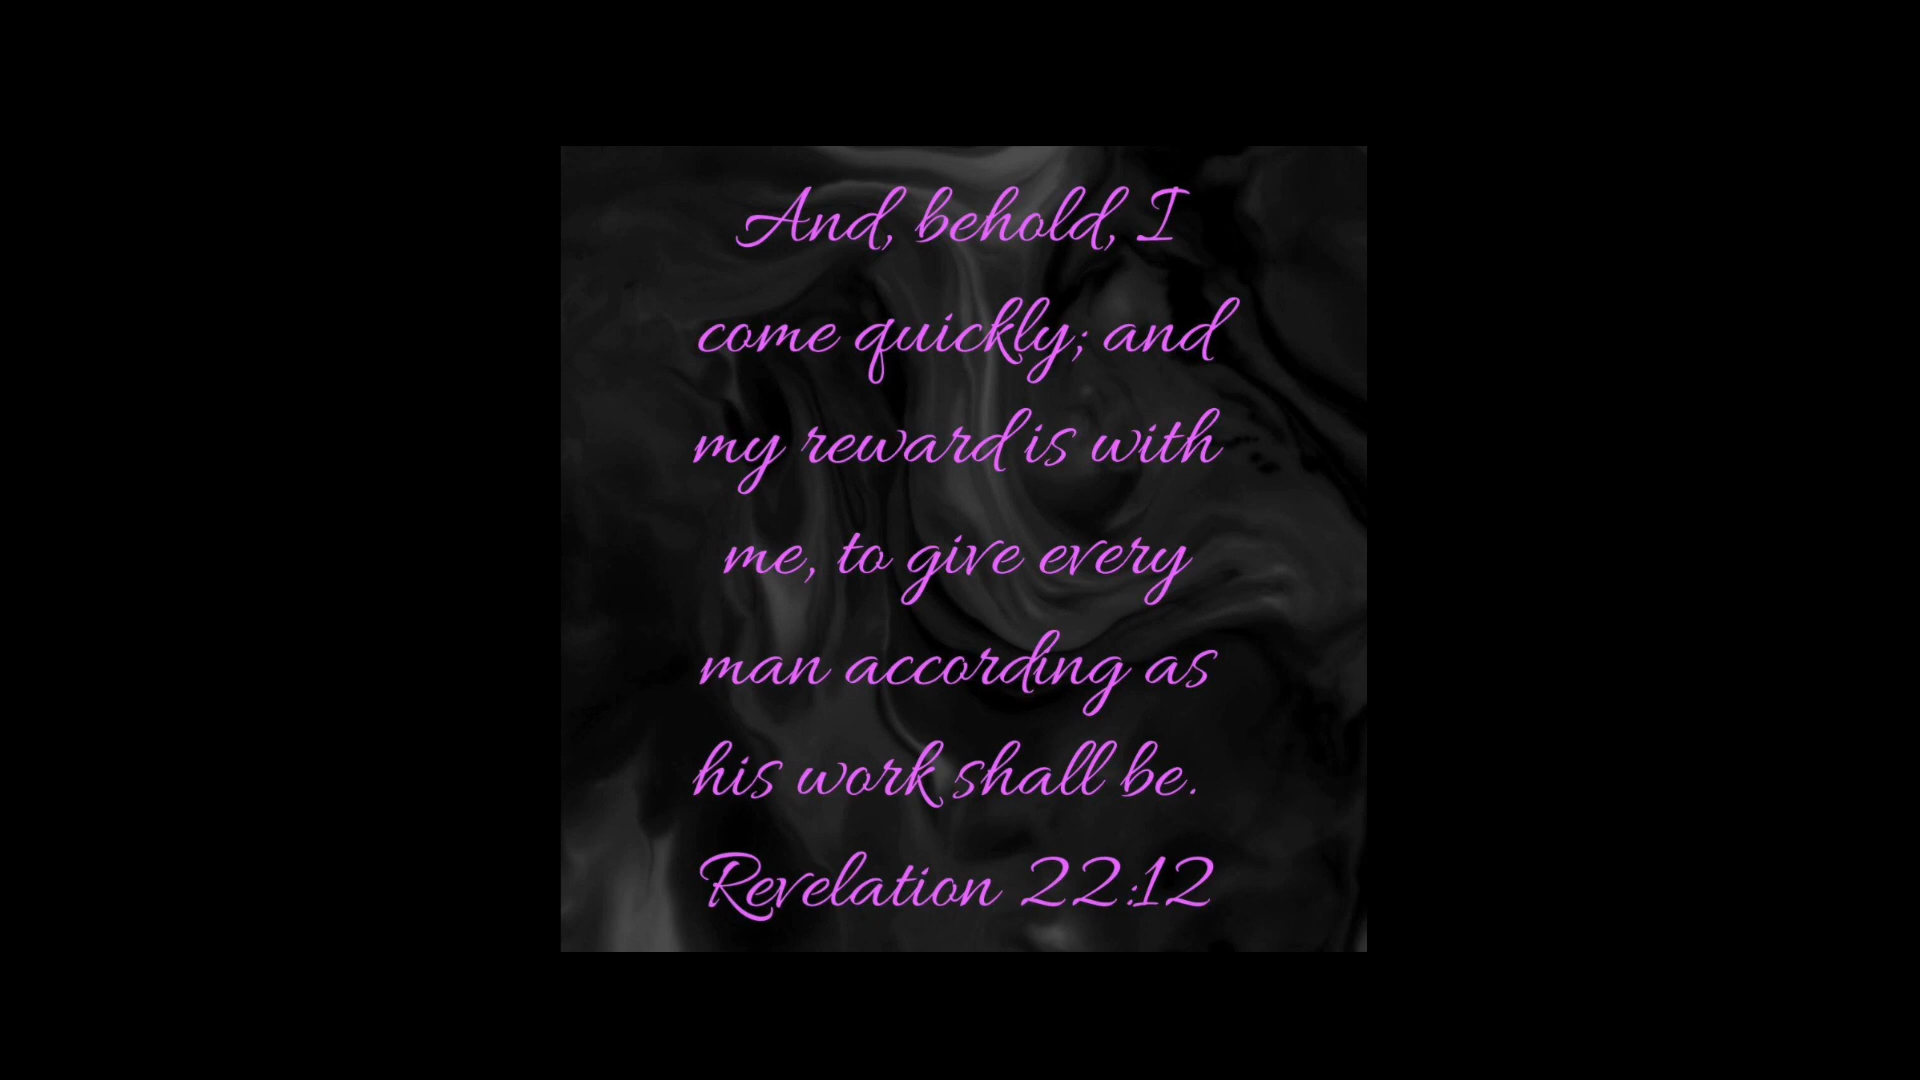 And, behold, I
come quickly; and
my reward is with
me, to give every
man according as
his work shall be.
Revelation 22:12